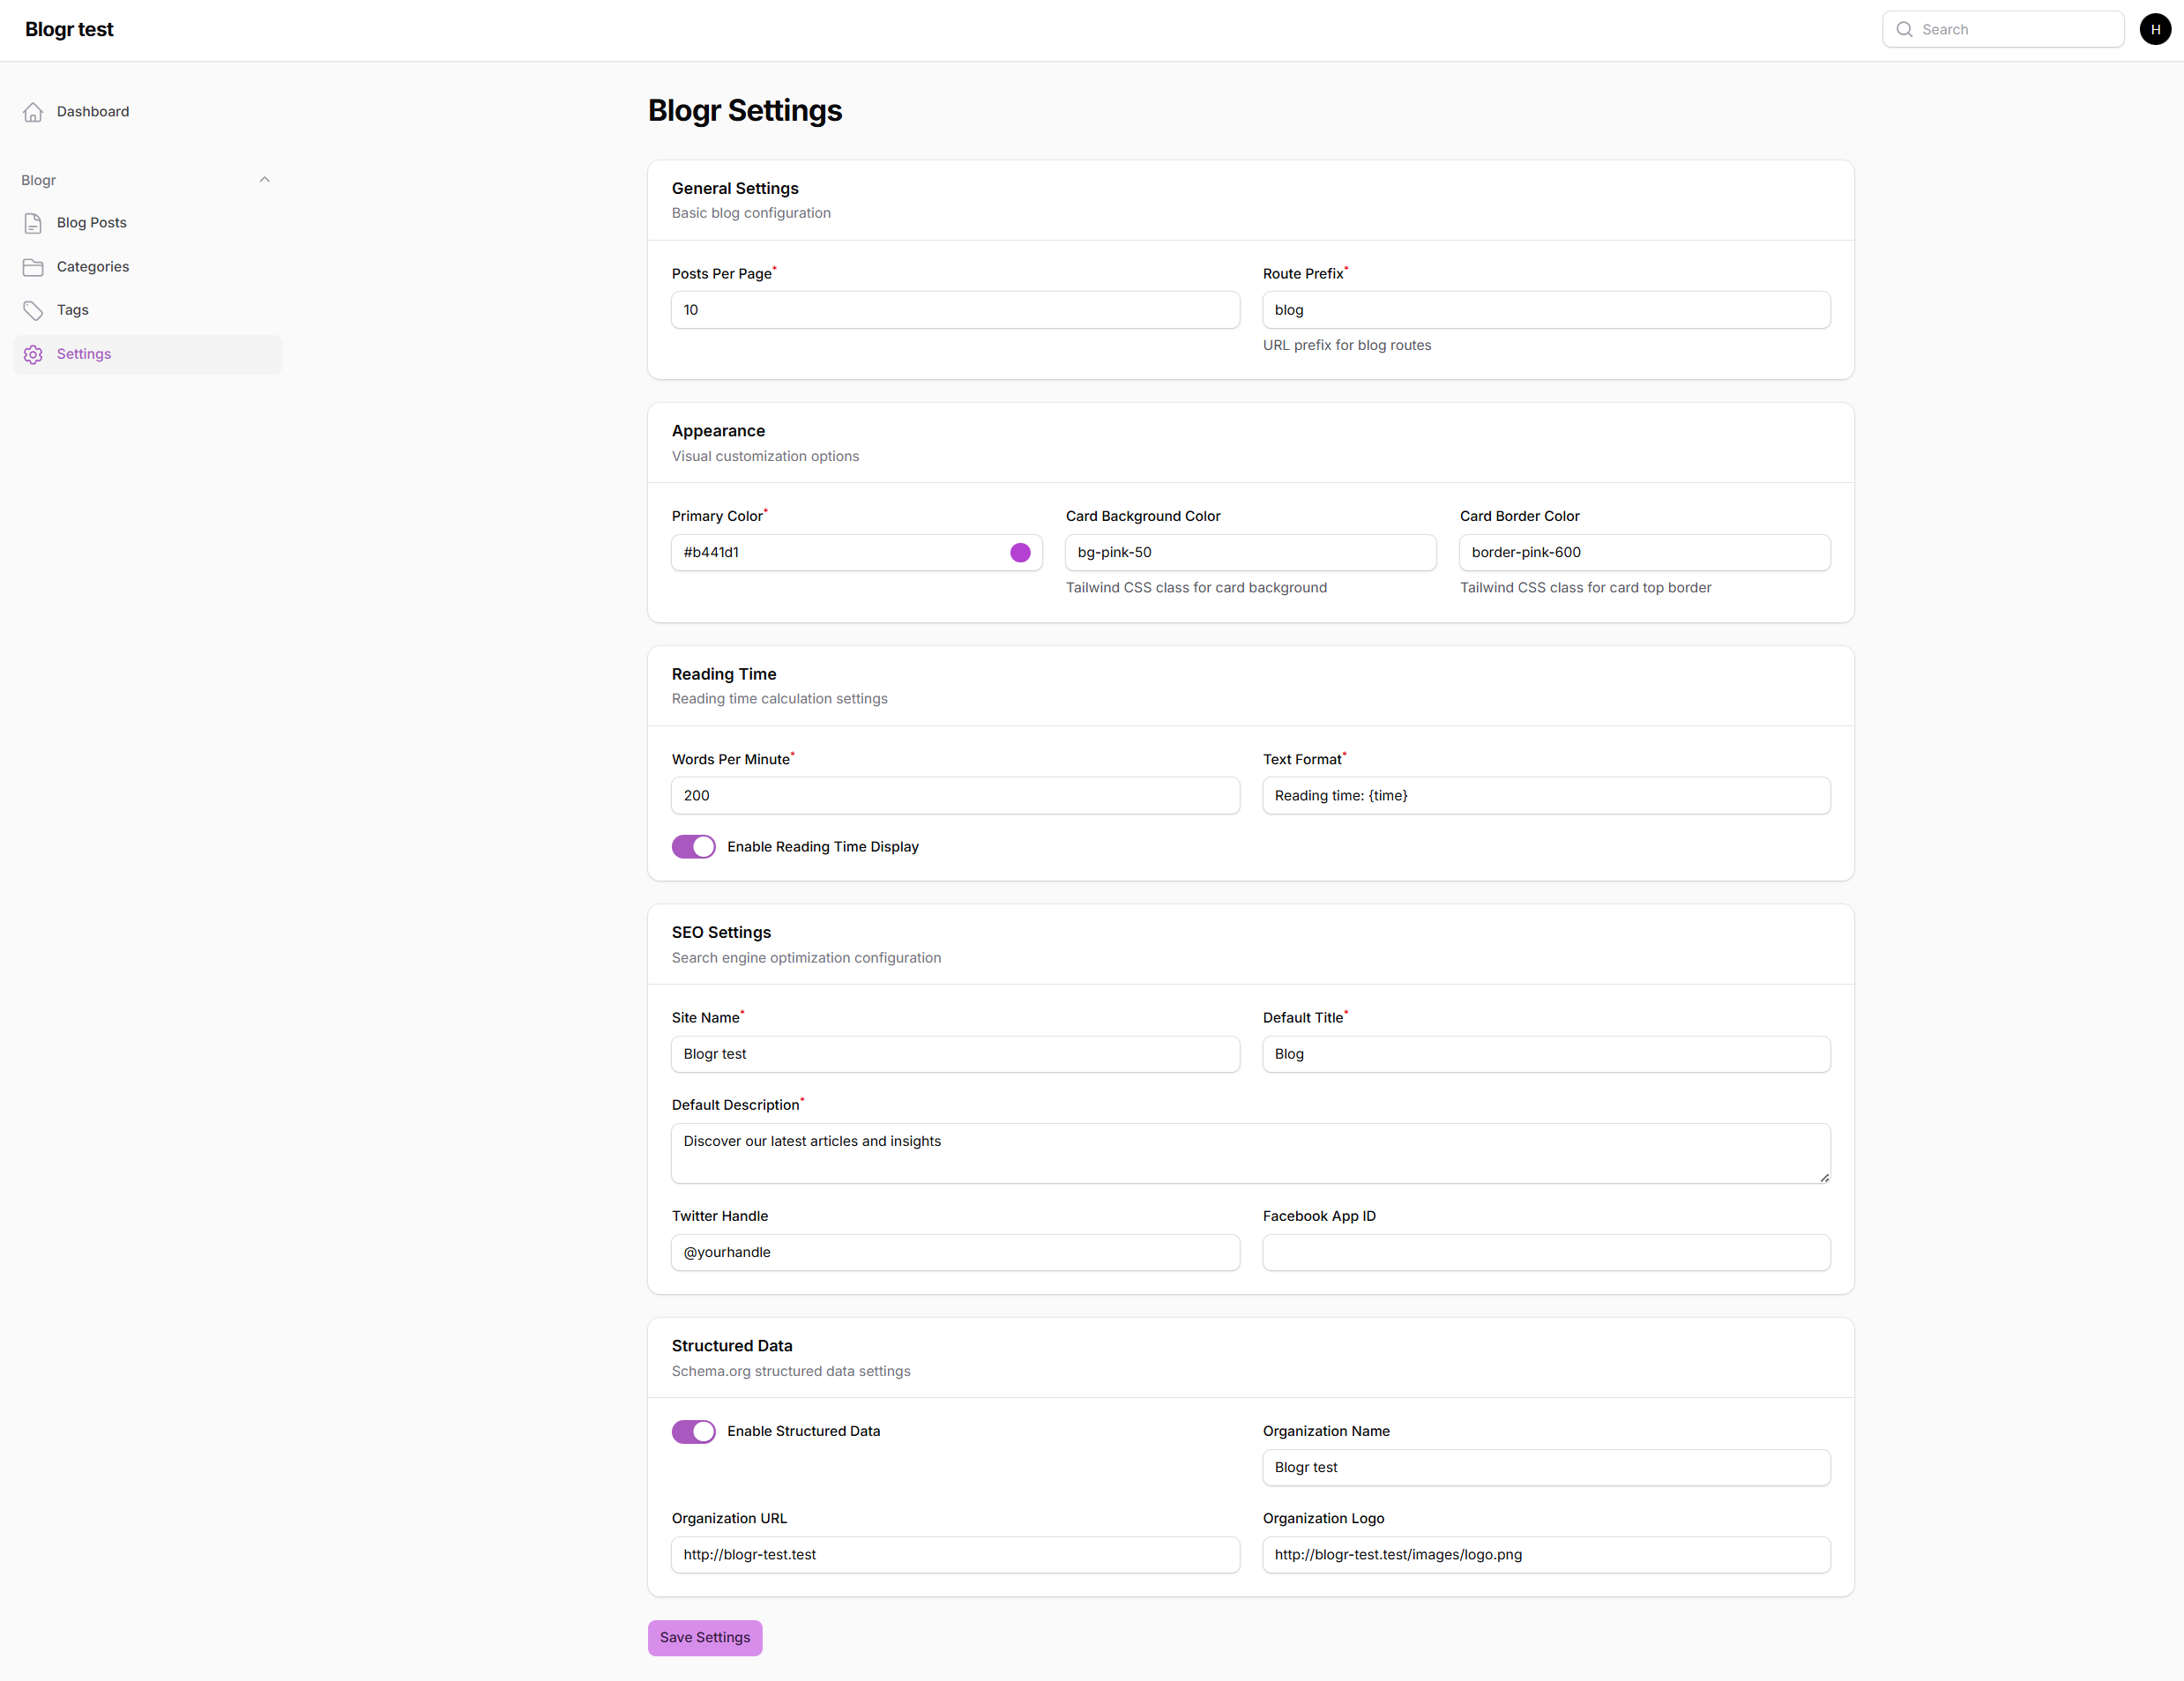 Blogr test
Search
H
Dashboard
Blogr
Blog Posts
Categories
Tags
Settings
Blogr Settings
General Settings
Basic blog configuration
Posts Per Page*
Route Prefix*
10
blog
URL prefix for blog routes
Appearance
Visual customization options
Primary Color*
Card Background Color
Card Border Color
#b441d1
bg-pink-50
border-pink-600
Tailwind CSS class for card background
Tailwind CSS class for card top border
Reading Time
Reading time calculation settings
Words Per Minute*
Text Format*
200
Reading time: {time}
Enable Reading Time Display
SEO Settings
Search engine optimization configuration
Site Name*
Default Title*
Blogr test
Blog
Default Description*
Discover our latest articles and insights
Twitter Handle
Facebook App ID
@yourhandle
Structured Data
Schema.org structured data settings
Enable Structured Data
Organization Name
Blogr test
Organization URL
Organization Logo
http://blogr-test.test
http://blogr-test.test/images/logo.png
Save Settings